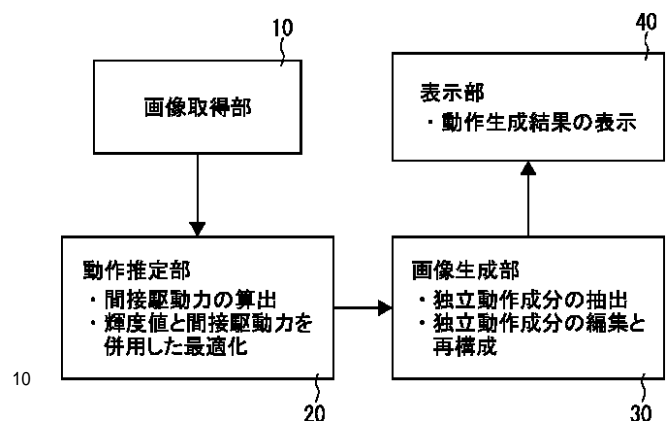 10
画像取得部
40
表示部
・動作生成結果の表示
動作推定部
・間接駆動力の算出
・輝度値と間接駆動力を
併用した最適化
20
画像生成部
・独立動作成分の抽出
・独立動作成分の編集と
再構成
30
10